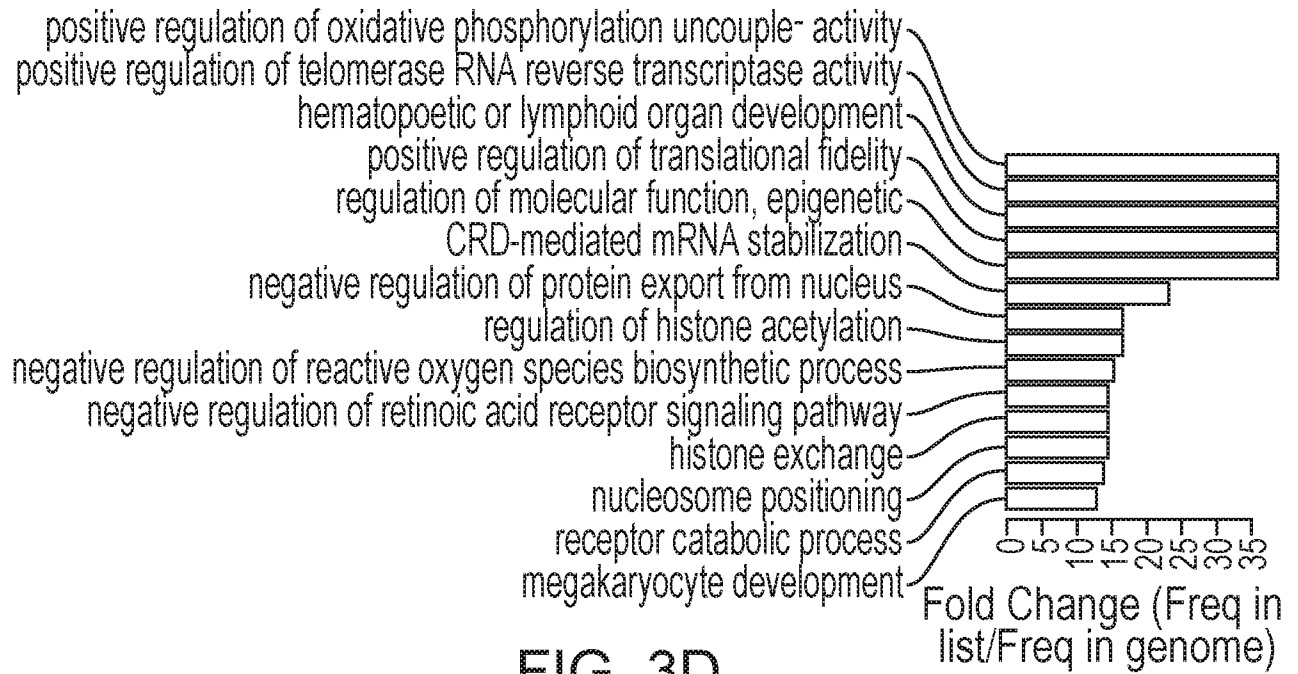 positive regulation of oxidative phosphorylation uncouple- activity
positive regulation of telomerase RNA reverse transcriptase activity
hematopoetic or lymphoid organ development
positive regulation of translational fidelity
regulation of molecular function, epigenetic
CRD-mediated mRNA stabilization
negative regulation of protein export from nucleus
regulation of histone acetylation
negative regulation of reactive oxygen species biosynthetic process
negative regulation of retinoic acid receptor signaling pathway
histone exchange
nucleosome positioning
receptor catabolic process
megakaryocyte development
0 5 10 15 20 25 30 35
Fold Change (Freq in
list/Freq in genome)
FIG. 3D